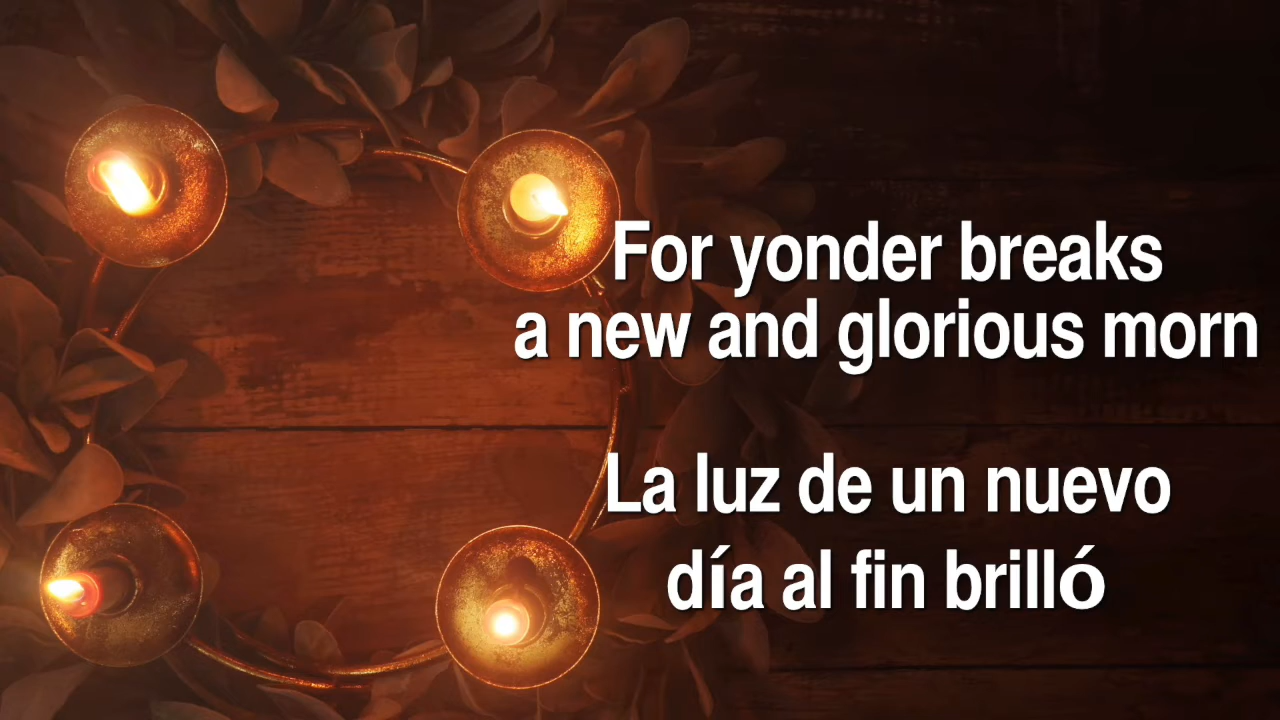 For yonder breaks
a new and glorious morn
La luz de un nuevo
día al fin brilló